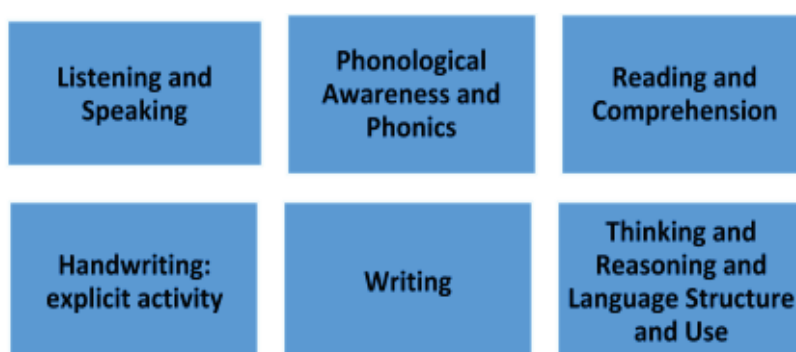 Listening and
Speaking
Phonological
Awareness and
Phonics
Reading and
Comprehension
Handwriting:
explicit activity
Writing
Thinking and
Reasoning and
Language Structure
and Use